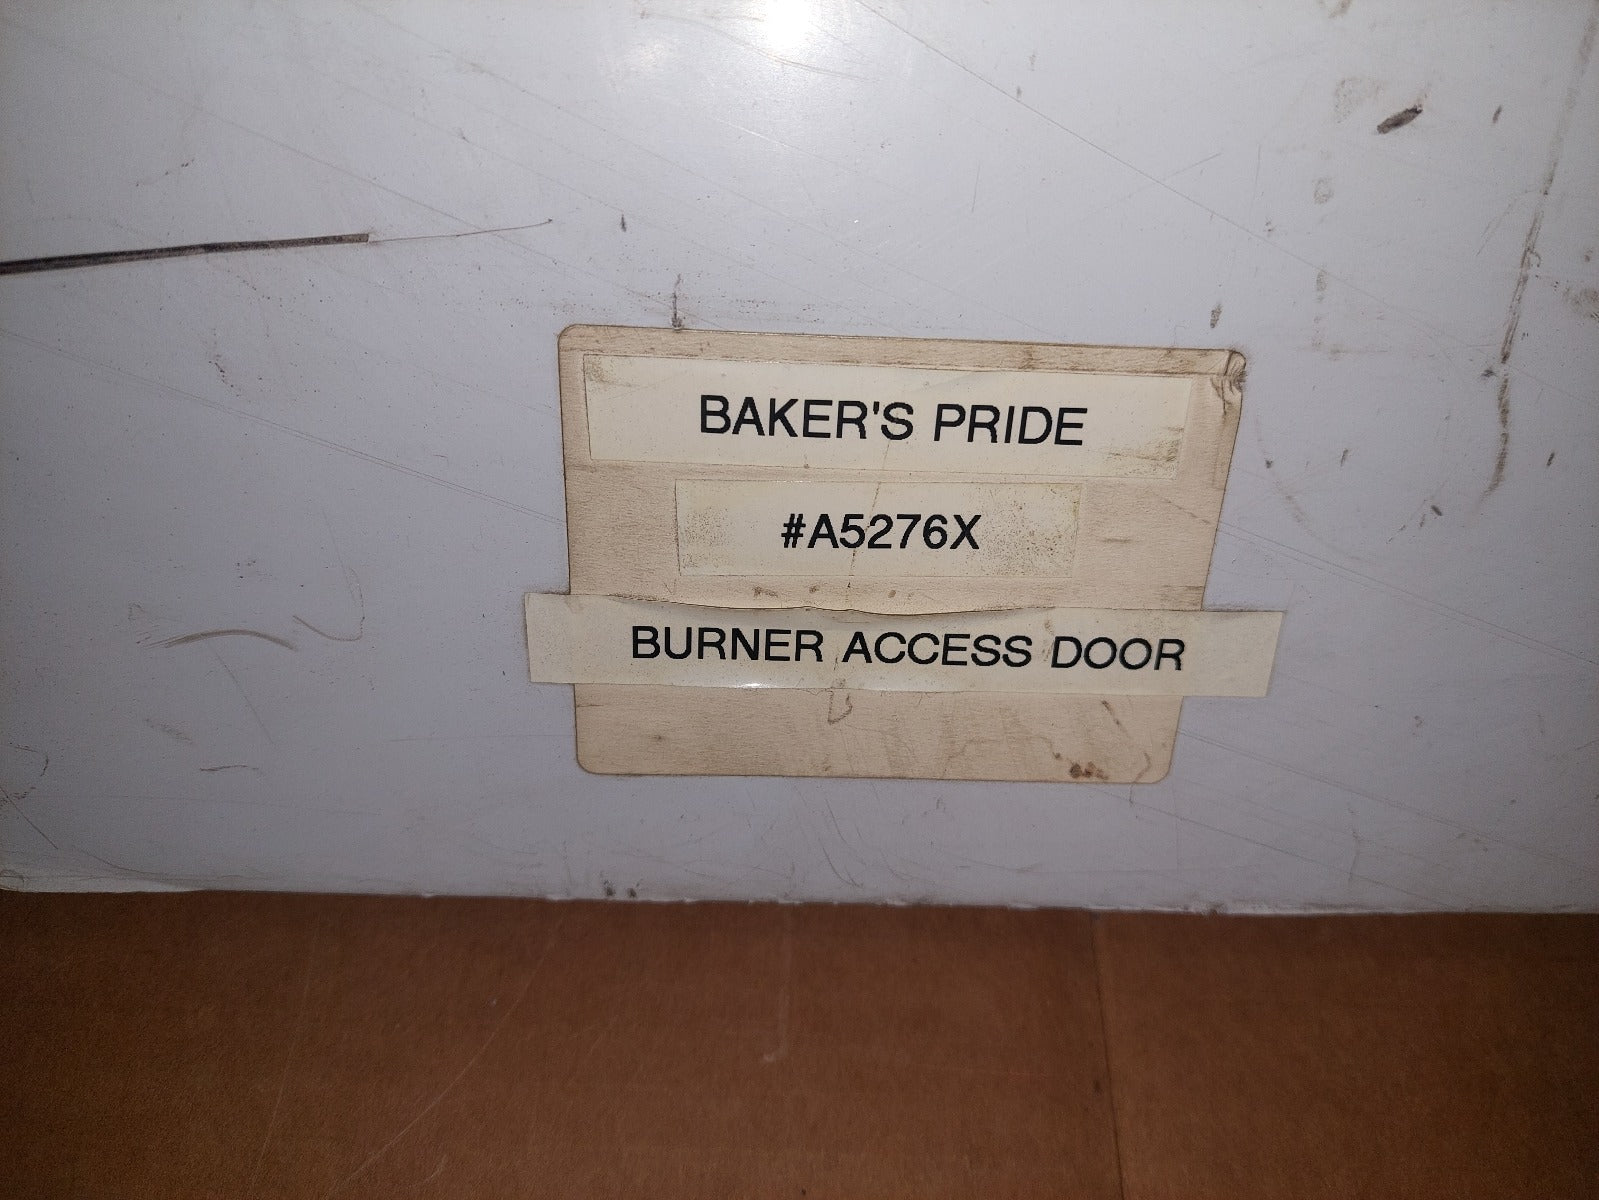 BAKER'S PRIDE
#A5276X
BURNER ACCESS DOOR